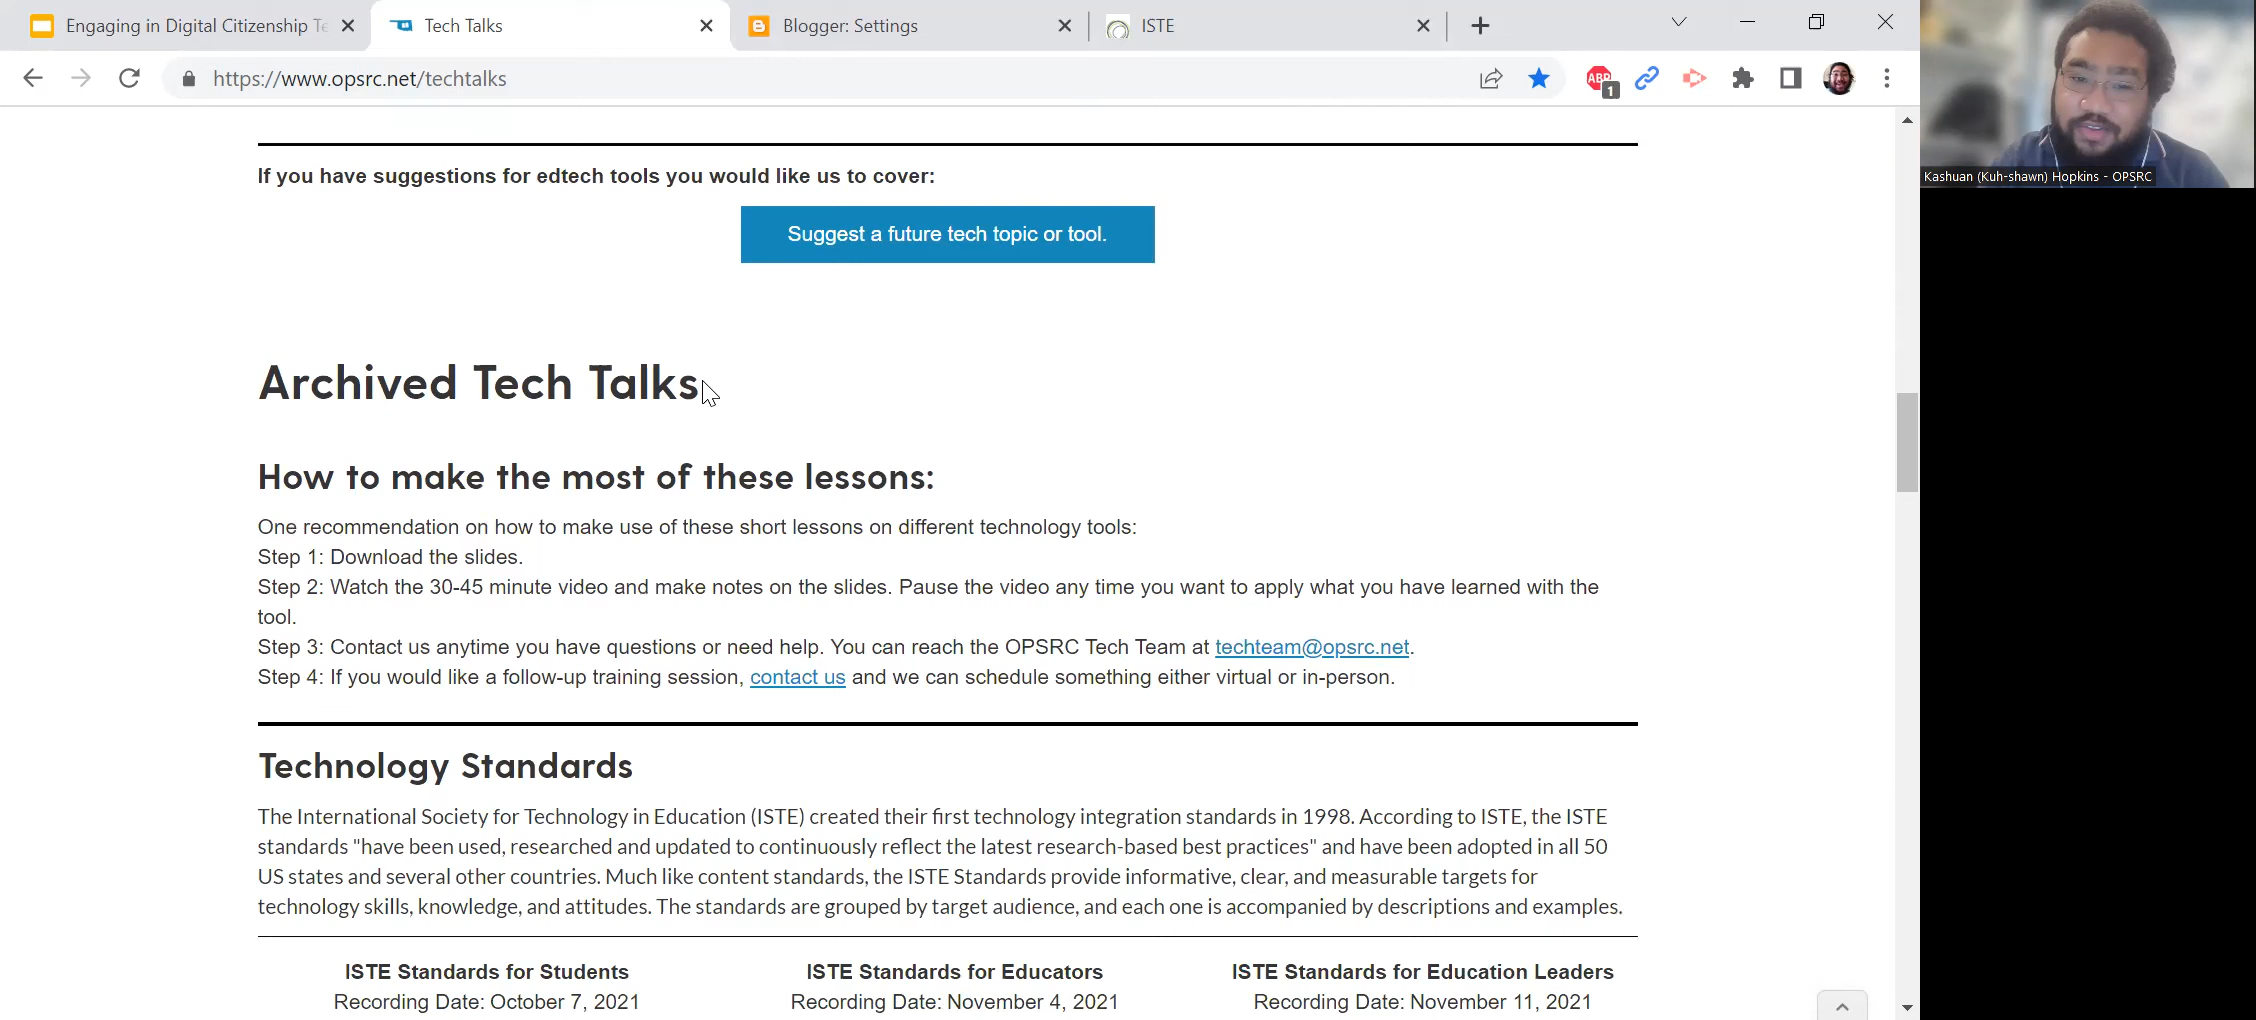 Engaging in Digital Citizenship Te
Tech Talks
Blogger: Settings
ISTE
https://www.opsrc.net/techtalks
ABP
1
Kashuan (Kuh-shawn) Hopkins - OPSRC
If you have suggestions for edtech tools you would like us to cover:
Suggest a future tech topic or tool.
Archived Tech Talks
How to make the most of these lessons:
One recommendation on how to make use of these short lessons on different technology tools:
Step 1: Download the slides.
Step 2: Watch the 30-45 minute video and make notes on the slides. Pause the video any time you want to apply what you have learned with the
tool.
Step 3: Contact us anytime you have questions or need help. You can reach the OPSRC Tech Team at techteam@opsrc.net.
Step 4: If you would like a follow-up training session, contact us and we can schedule something either virtual or in-person.
Technology Standards
The International Society for Technology in Education (ISTE) created their first technology integration standards in 1998. According to ISTE, the ISTE
standards "have been used, researched and updated to continuously reflect the latest research-based best practices" and have been adopted in all 50
US states and several other countries. Much like content standards, the ISTE Standards provide informative, clear, and measurable targets for
technology skills, knowledge, and attitudes. The standards are grouped by target audience, and each one is accompanied by descriptions and examples.
ISTE Standards for Students
Recording Date: October 7, 2021
ISTE Standards for Educators
Recording Date: November 4, 2021
ISTE Standards for Education Leaders
Recording Date: November 11, 2021